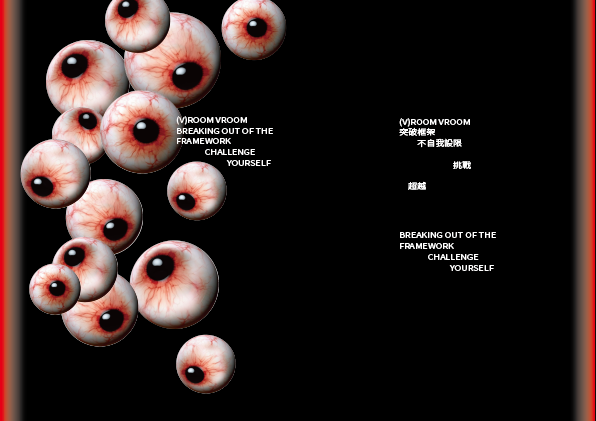 (V)ROOM VROOM
BREAKING OUT OF THE
FRAMEWORK
CHALLENGE
YOURSELF
(V)ROOM VROOM
突破框架
不自我設限
挑戰
超越
BREAKING OUT OF THE
FRAMEWORK
CHALLENGE
YOURSELF